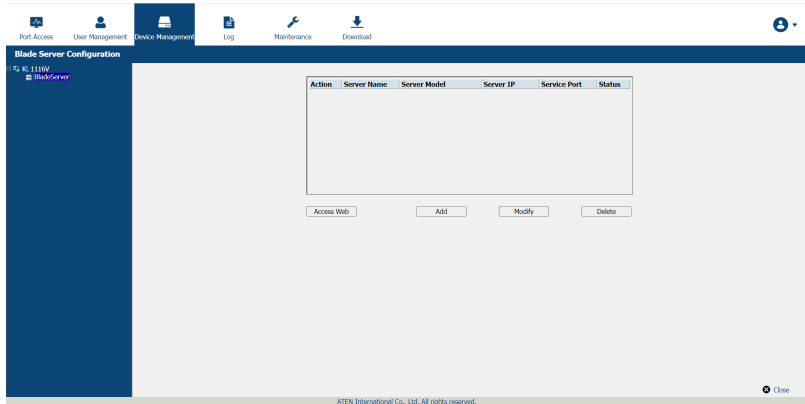 Port Access User Management Device Management Log Maintenance Download
Blade Server Configuration
KL1116V
BladeServer
Action Server Name Server Model Server IP Service Port Status
Access Web Add Modify Delete
Close
ATEN International Co., Ltd. All rights reserved.